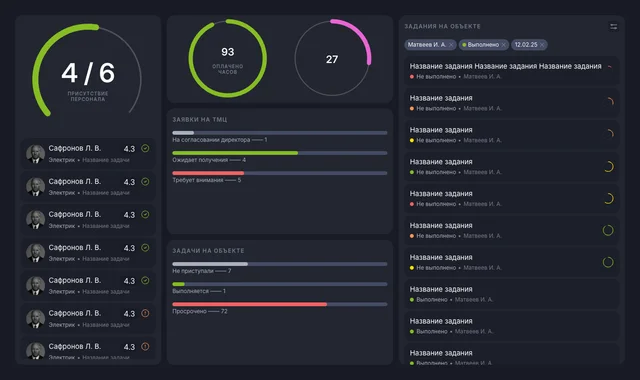 4 / 6
ПРИСУТСТВИЕ
ПЕРСОНАЛА
Сафронов Л. В.
4.3
Электрик • Название задачи
Сафронов Л. В.
4.3
Электрик • Название задачи
Сафронов Л. В.
4.3
Электрик • Название задачи
Сафронов Л. В.
4.3
Электрик • Название задачи
Сафронов Л. В.
4.3
Электрик • Название задачи
Сафронов Л. В.
4.3
Электрик • Название задачи
Сафронов Л. В.
4.3
Электрик • Название задачи
93
ОПЛАЧЕНО
ЧАСОВ
27
ЗАЯВКИ НА ТМЦ
На согласовании директора —— 1
Ожидает получения —— 4
Требует внимания —— 5
ЗАДАЧИ НА ОБЪЕКТЕ
Не приступали —— 7
Выполняется —— 1
Просрочено —— 72
ЗАДАНИЯ НА ОБЪЕКТЕ
Матвеев И. А. × Выполнено × 12.02.25 ×
Название задания Название задания Название задания
Не выполнено • Матвеев И. А.
Название задания
Не выполнено • Матвеев И. А.
Название задания
Не выполнено • Матвеев И. А.
Название задания
Не выполнено • Матвеев И. А.
Название задания
Не выполнено • Матвеев И. А.
Название задания
Не выполнено • Матвеев И. А.
Название задания
Не выполнено • Матвеев И. А.
Название задания
Выполнено • Матвеев И. А.
Название задания
Выполнено • Матвеев И. А.
Название задания
Выполнено • Матвеев И. А.